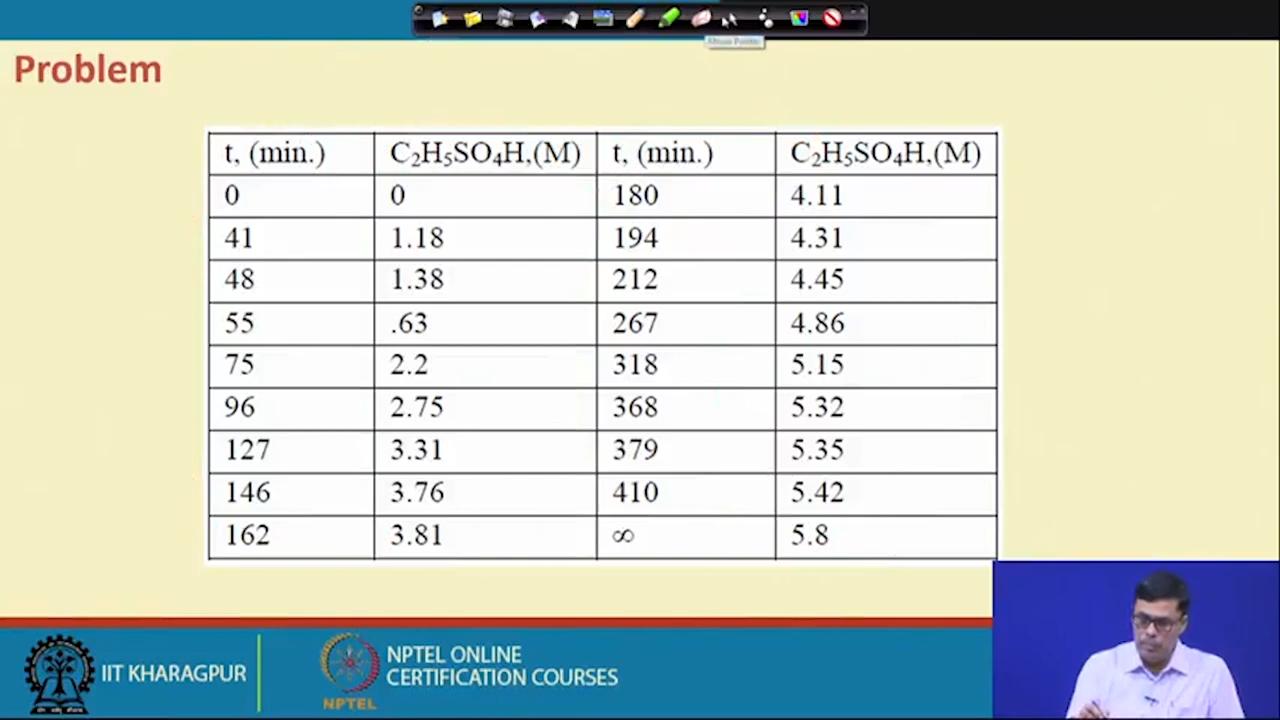 Problem
t, (min.) C₂H₅SO₄H,(M) t, (min.) C₂H₅SO₄H,(M)
0 0 180 4.11
41 1.18 194 4.31
48 1.38 212 4.45
55 .63 267 4.86
75 2.2 318 5.15
96 2.75 368 5.32
127 3.31 379 5.35
146 3.76 410 5.42
162 3.81 ∞ 5.8
IIT KHARAGPUR
NPTEL
NPTEL ONLINE
CERTIFICATION COURSES